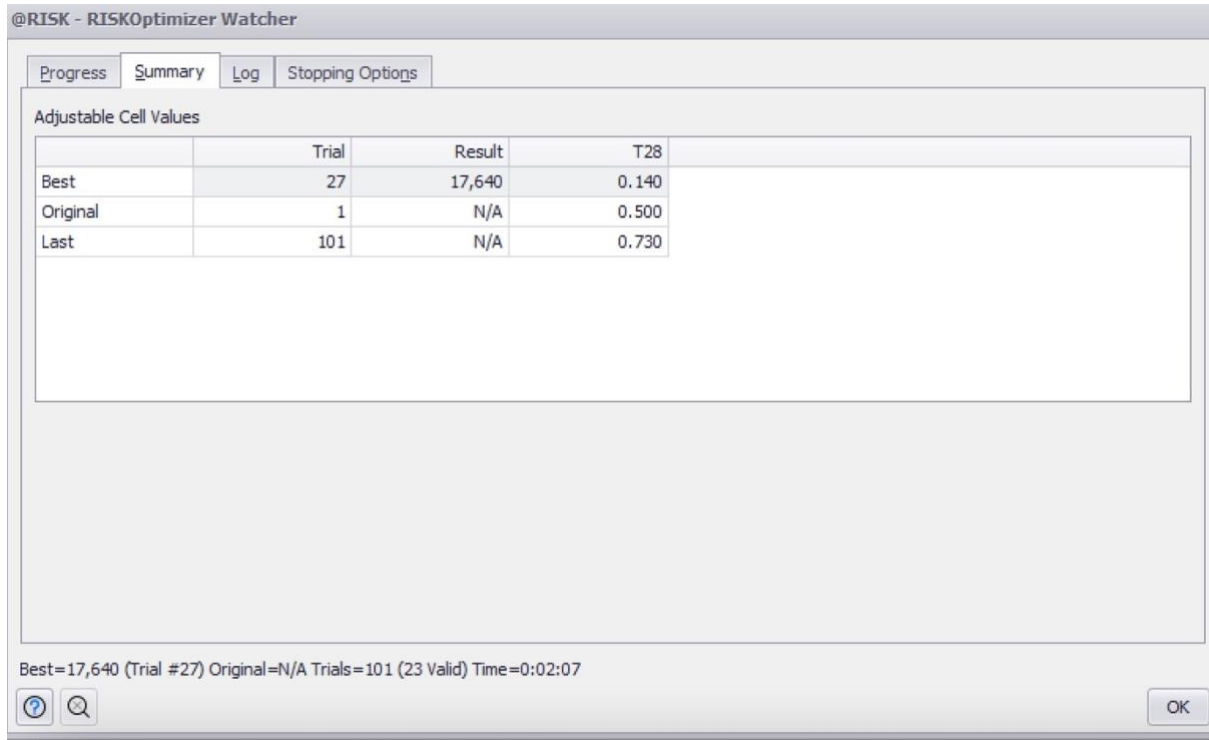 @RISK - RISKOptimizer Watcher
Progress Summary Log Stopping Options
Adjustable Cell Values
Trial Result T28
Best 27 17,640 0.140
Original 1 N/A 0.500
Last 101 N/A 0.730
Best=17,640 (Trial #27) Original=N/A Trials=101 (23 Valid) Time=0:02:07
? OK